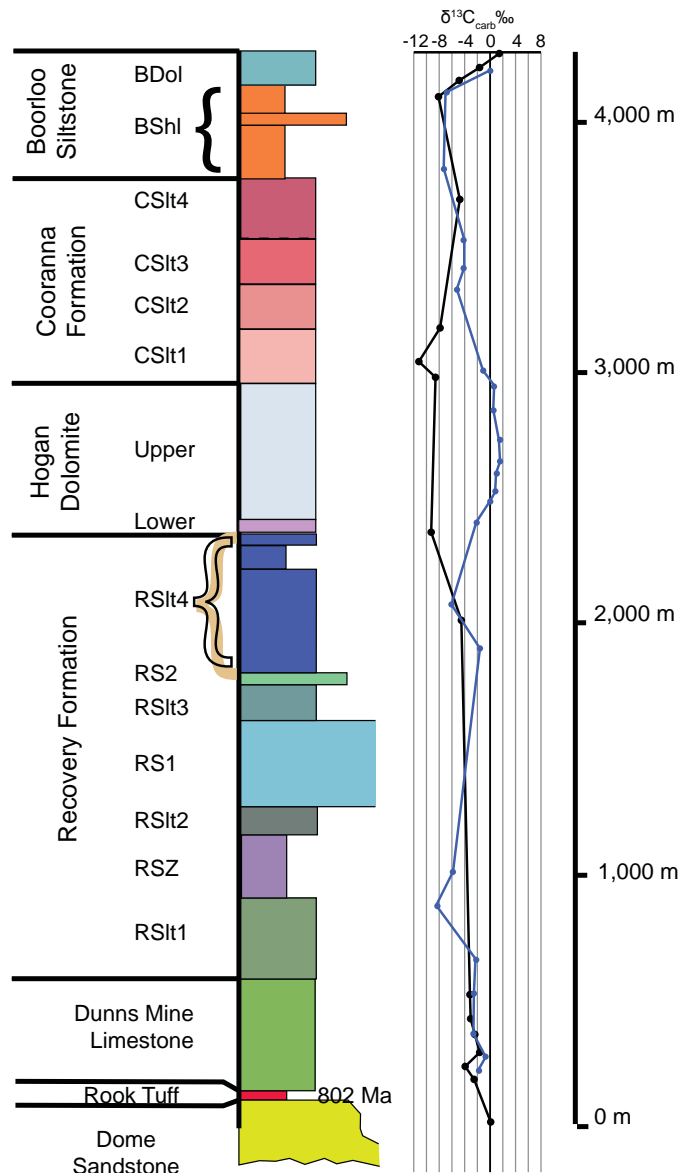 δ¹³Ccarb‰
-12 -8 -4 0 4 8
BDol
Boorloo
Siltstone
BShl
4,000 m
CSlt4
Cooranna
Formation
CSlt3
CSlt2
CSlt1
3,000 m
Hogan
Dolomite
Upper
Lower
Recovery Formation
RSlt4
2,000 m
RS2
RSlt3
RS1
RSlt2
RSZ
1,000 m
RSlt1
Dunns Mine
Limestone
Rook Tuff
802 Ma
0 m
Dome
Sandstone